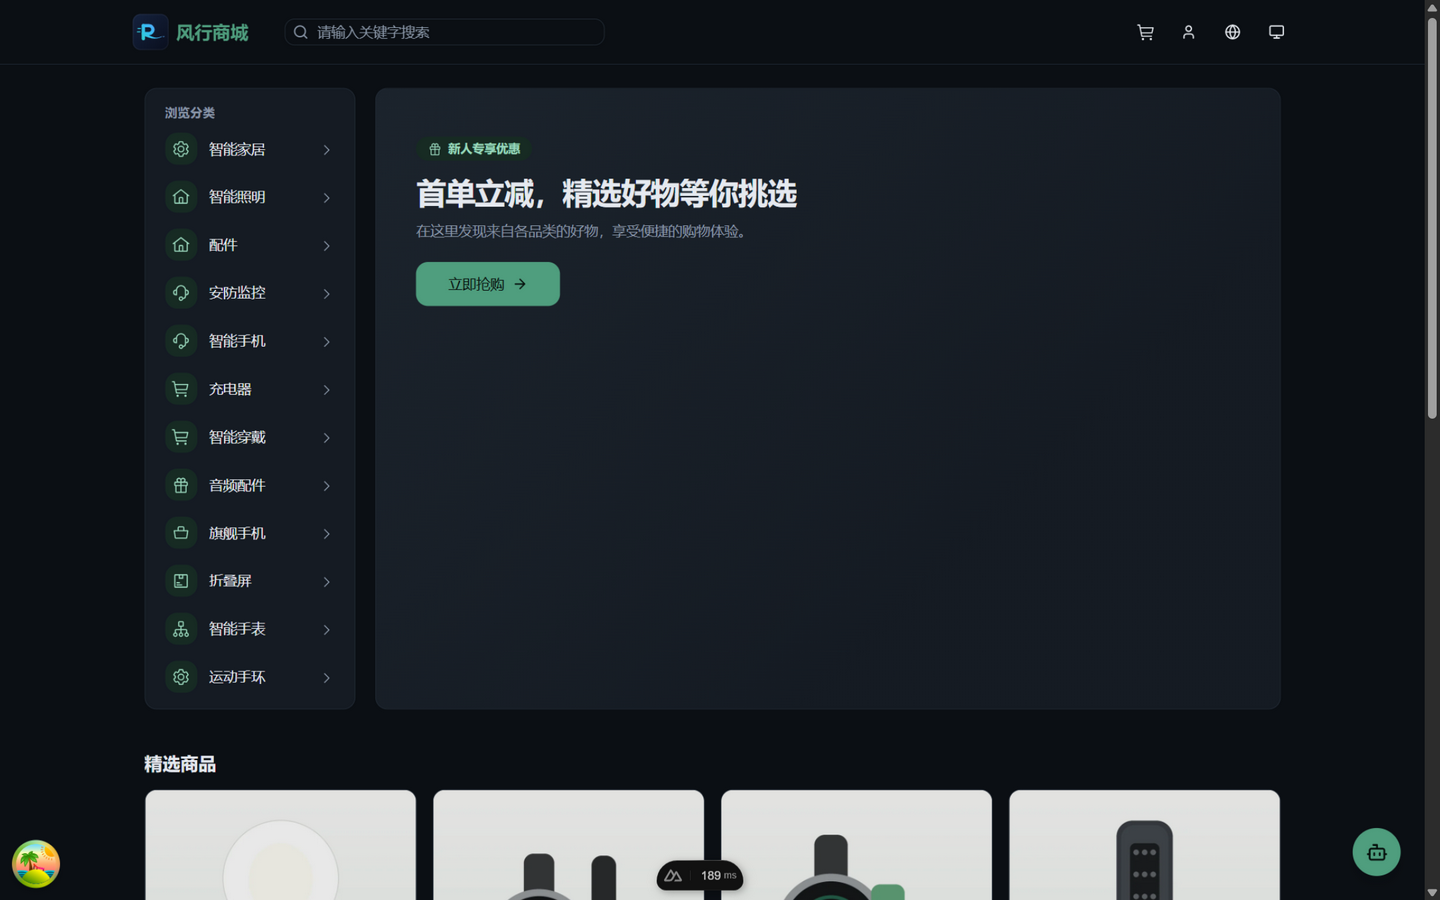 风行商城
请输入关键字搜索
浏览分类
智能家居
智能照明
配件
安防监控
智能手机
充电器
智能穿戴
音频配件
旗舰手机
折叠屏
智能手表
运动手环
新人专享优惠
首单立减，精选好物等你挑选
在这里发现来自各品类的好物，享受便捷的购物体验。
立即抢购
精选商品
189 ms